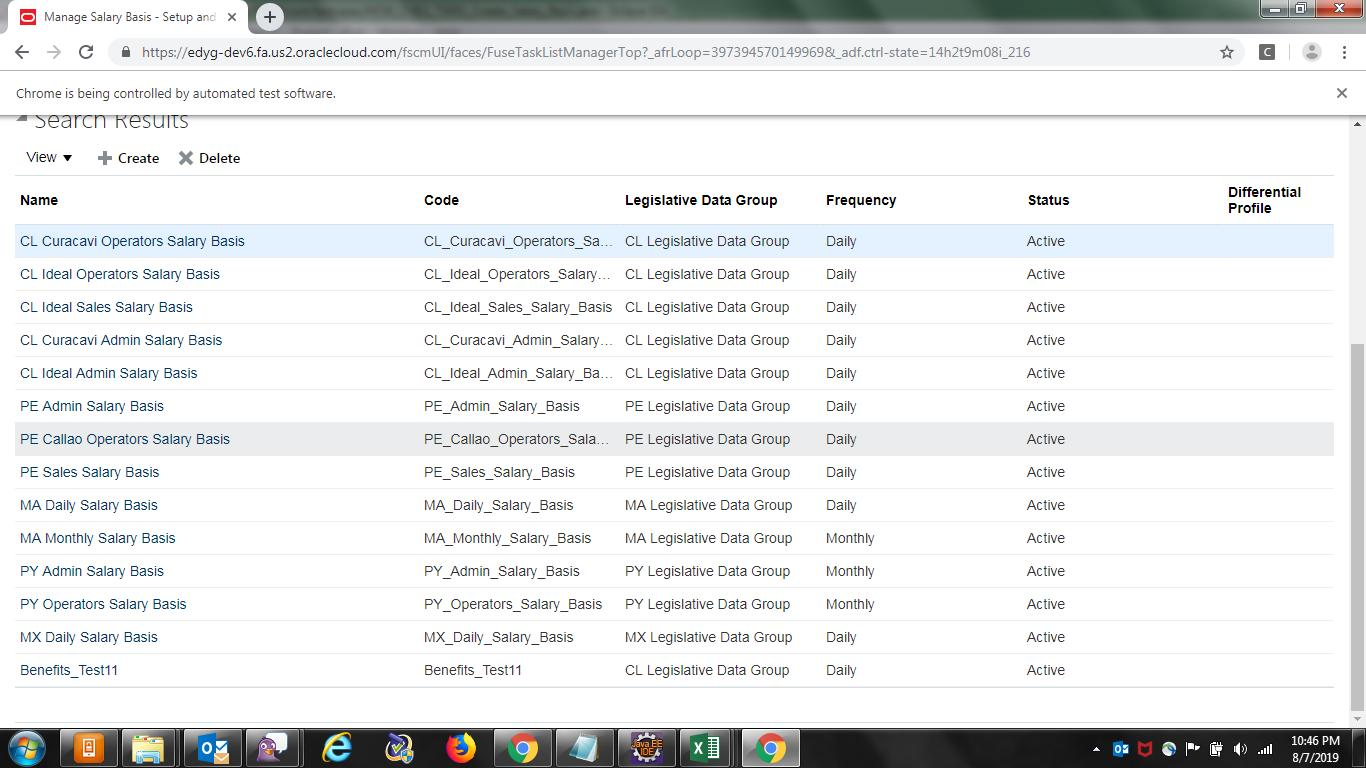 Manage Salary Basis - Setup and
https://edyg-dev6.fa.us2.oraclecloud.com/fscmUI/faces/FuseTaskListManagerTop?_afrLoop=397394570149969&_adf.ctrl-state=14h2t9m08i_216
C
Chrome is being controlled by automated test software.
Search Results
View Create Delete
Name Code Legislative Data Group Frequency Status Differential Profile
CL Curacavi Operators Salary Basis CL_Curacavi_Operators_Sa... CL Legislative Data Group Daily Active
CL Ideal Operators Salary Basis CL_Ideal_Operators_Salary... CL Legislative Data Group Daily Active
CL Ideal Sales Salary Basis CL_Ideal_Sales_Salary_Basis CL Legislative Data Group Daily Active
CL Curacavi Admin Salary Basis CL_Curacavi_Admin_Salary... CL Legislative Data Group Daily Active
CL Ideal Admin Salary Basis CL_Ideal_Admin_Salary_Ba... CL Legislative Data Group Daily Active
PE Admin Salary Basis PE_Admin_Salary_Basis PE Legislative Data Group Daily Active
PE Callao Operators Salary Basis PE_Callao_Operators_Sala... PE Legislative Data Group Daily Active
PE Sales Salary Basis PE_Sales_Salary_Basis PE Legislative Data Group Daily Active
MA Daily Salary Basis MA_Daily_Salary_Basis MA Legislative Data Group Daily Active
MA Monthly Salary Basis MA_Monthly_Salary_Basis MA Legislative Data Group Monthly Active
PY Admin Salary Basis PY_Admin_Salary_Basis PY Legislative Data Group Monthly Active
PY Operators Salary Basis PY_Operators_Salary_Basis PY Legislative Data Group Monthly Active
MX Daily Salary Basis MX_Daily_Salary_Basis MX Legislative Data Group Daily Active
Benefits_Test11 Benefits_Test11 CL Legislative Data Group Daily Active
Java EE
IDE
10:46 PM
8/7/2019